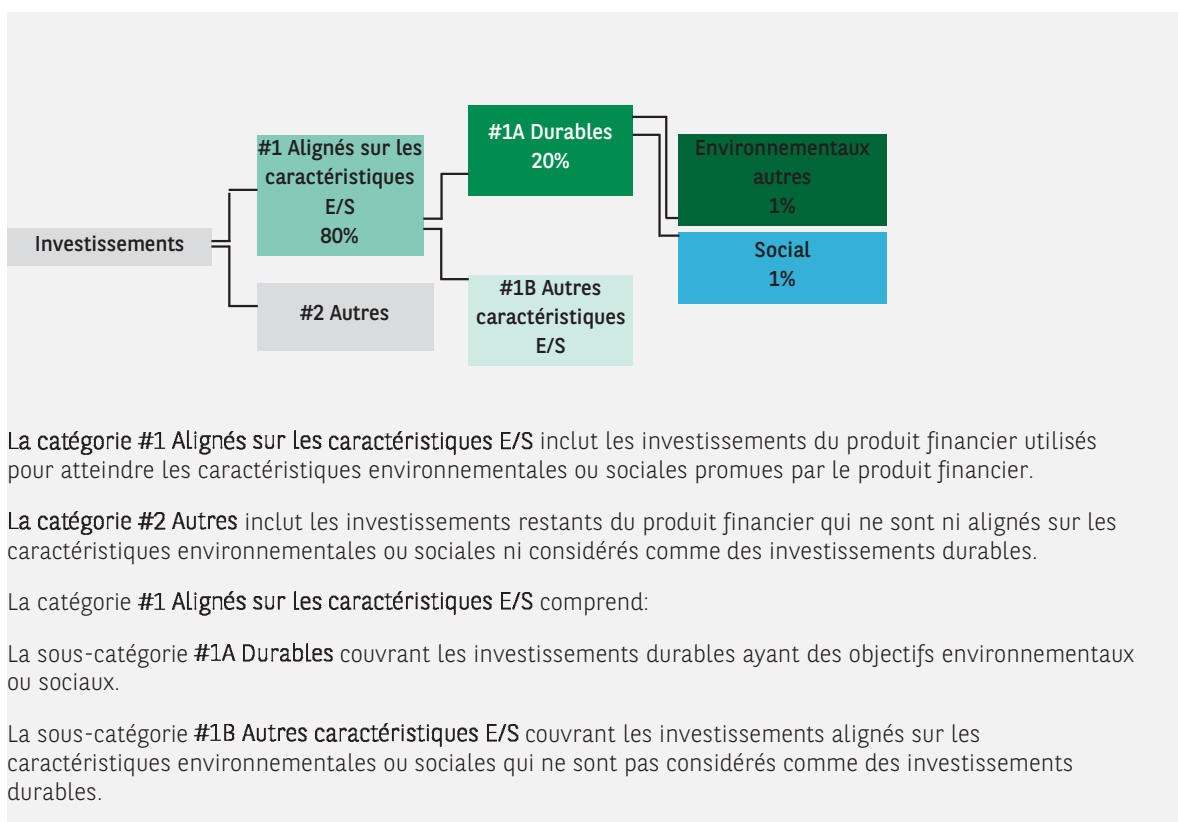 #1A Durables
20%
#1 Alignés sur les
caractéristiques
E/S
80%
Environnementaux
autres
1%
Investissements
Social
1%
#2 Autres
#1B Autres
caractéristiques
E/S
La catégorie #1 Alignés sur les caractéristiques E/S inclut les investissements du produit financier utilisés
pour atteindre les caractéristiques environnementales ou sociales promues par le produit financier.
La catégorie #2 Autres inclut les investissements restants du produit financier qui ne sont ni alignés sur les
caractéristiques environnementales ou sociales ni considérés comme des investissements durables.
La catégorie #1 Alignés sur les caractéristiques E/S comprend:
La sous-catégorie #1A Durables couvrant les investissements durables ayant des objectifs environnementaux
ou sociaux.
La sous-catégorie #1B Autres caractéristiques E/S couvrant les investissements alignés sur les
caractéristiques environnementales ou sociales qui ne sont pas considérés comme des investissements
durables.